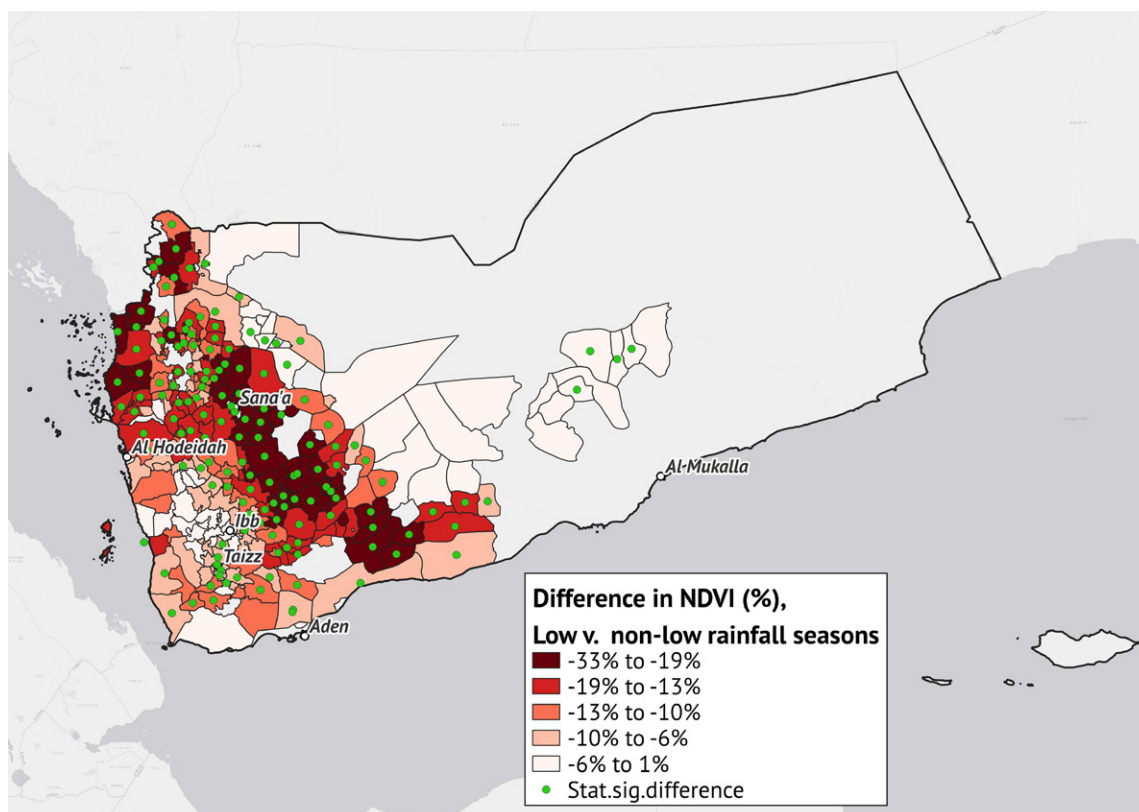 Sana'a
Al Hodeidah
Al-Mukalla
Ibb
Taizz
Aden
Difference in NDVI (%),
Low v. non-low rainfall seasons
-33% to -19%
-19% to -13%
-13% to -10%
-10% to -6%
-6% to 1%
Stat.sig.difference